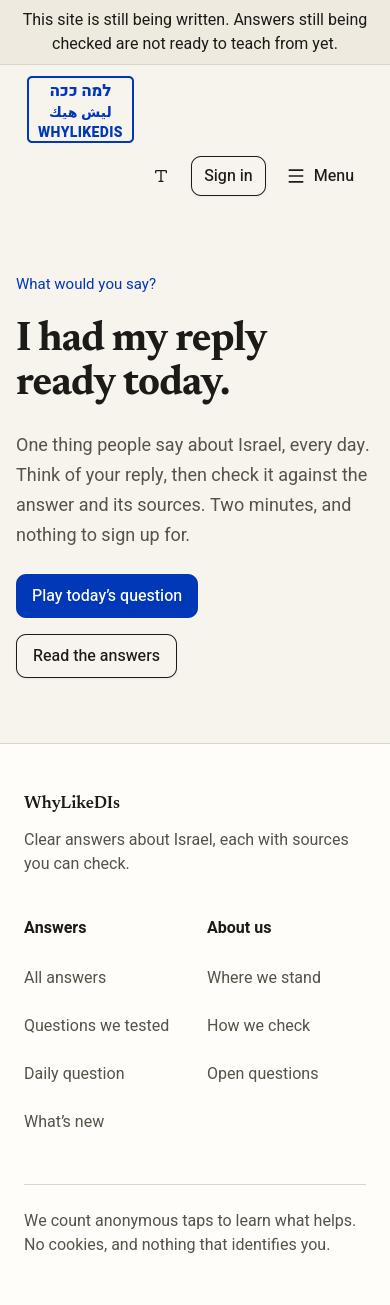 This site is still being written. Answers still being
checked are not ready to teach from yet.
למה ככה
ليش هيك
WHYLIKEDIS
T
Sign in
Menu
What would you say?
I had my reply
ready today.
One thing people say about Israel, every day.
Think of your reply, then check it against the
answer and its sources. Two minutes, and
nothing to sign up for.
Play today’s question
Read the answers
WhyLikeDIs
Clear answers about Israel, each with sources
you can check.
Answers
About us
All answers
Where we stand
Questions we tested
How we check
Daily question
Open questions
What’s new
We count anonymous taps to learn what helps.
No cookies, and nothing that identifies you.